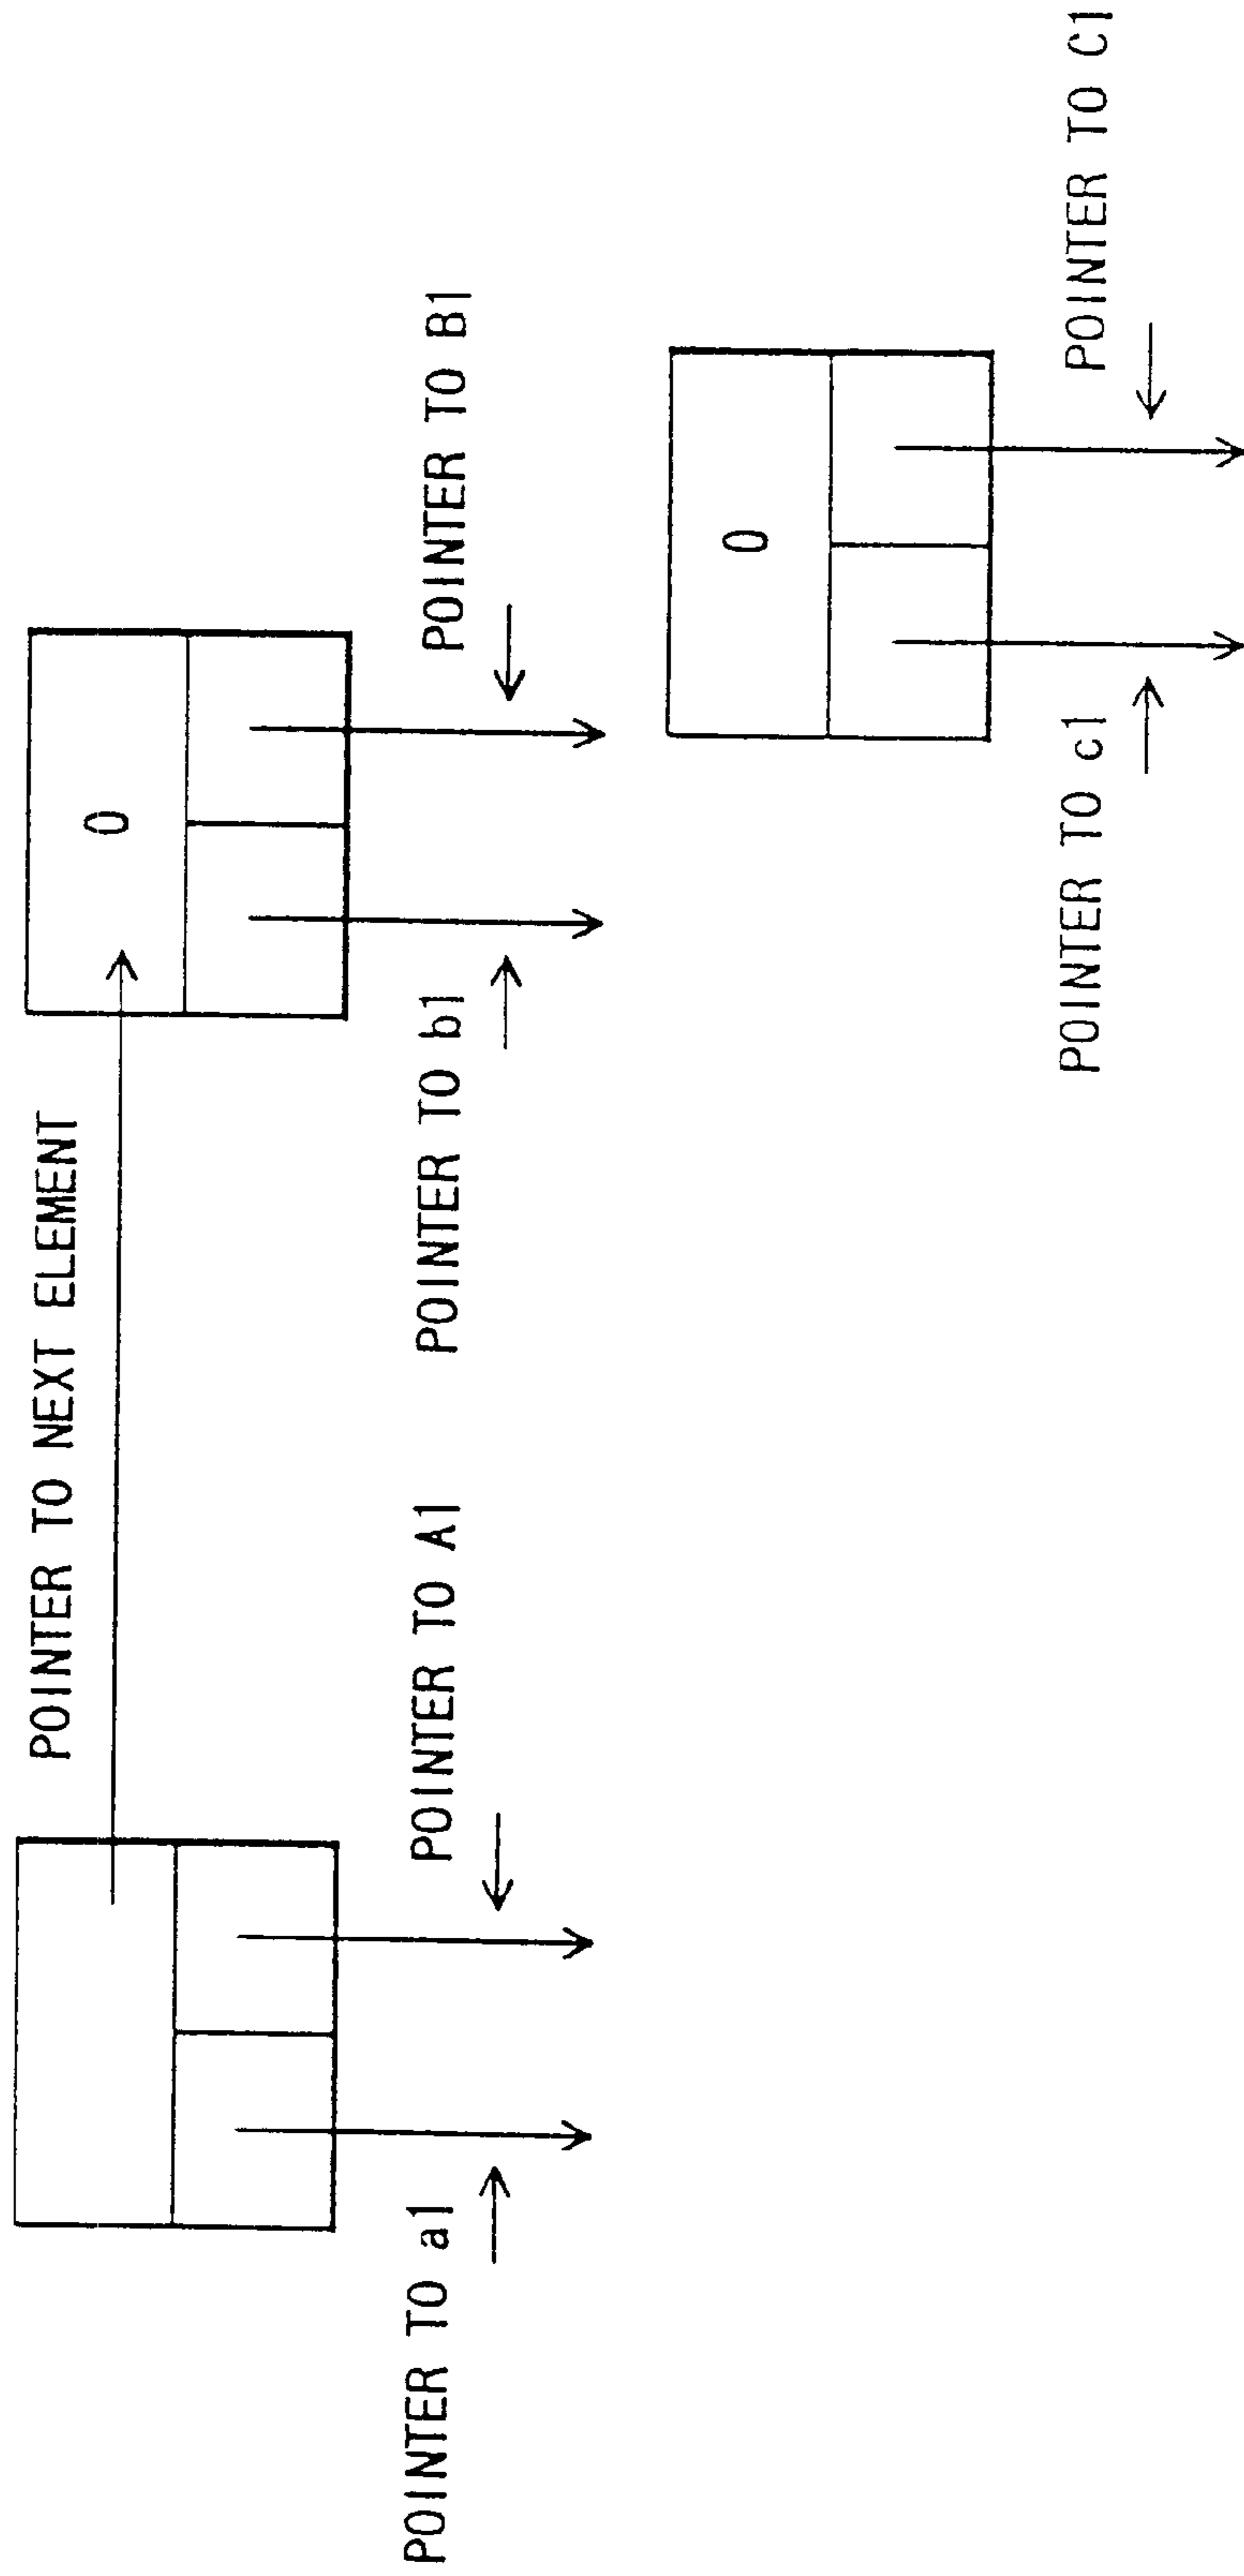 POINTER TO NEXT ELEMENT
0
POINTER TO a1
POINTER TO A1
POINTER TO b1
POINTER TO B1
0
POINTER TO c1
POINTER TO C1